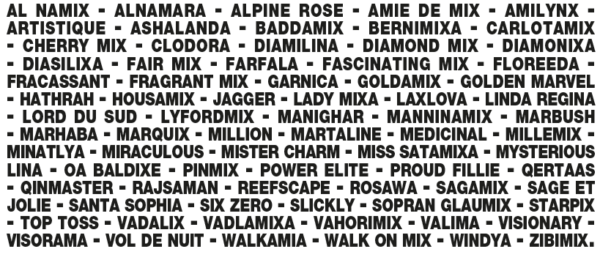 AL NAMIX - ALNAMARA - ALPINE ROSE - AMIE DE MIX - AMILYNX -
ARTISTIQUE - ASHALANDA - BADDAMIX - BERNIMIXA - CARLOTAMIX
- CHERRY MIX - CLODORA - DIAMILINA - DIAMOND MIX - DIAMONIXA
- DIASILIXA - FAIR MIX - FARFALA - FASCINATING MIX - FLOREEDA -
FRACASSANT - FRAGRANT MIX - GARNICA - GOLDAMIX - GOLDEN MARVEL
- HATHRAH - HOUSAMIX - JAGGER - LADY MIXA - LAXLOVA - LINDA REGINA
- LORD DU SUD - LYFORDMIX - MANIGHAR - MANNINAMIX - MARBUSH
- MARHABA - MARQUIX - MILLION - MARTALINE - MEDICINAL - MILLEMIX -
MINATLYA - MIRACULOUS - MISTER CHARM - MISS SATAMIXA - MYSTERIOUS
LINA - OA BALDIXE - PINMIX - POWER ELITE - PROUD FILLIE - QERTAAS
- QINMASTER - RAJSAMAN - REEFSCAPE - ROSAWA - SAGAMIX - SAGE ET
JOLIE - SANTA SOPHIA - SIX ZERO - SLICKLY - SOPRAN GLAUMIX - STARPIX
- TOP TOSS - VADALIX - VADLAMIXA - VAHORIMIX - VALIMA - VISIONARY -
VISORAMA - VOL DE NUIT - WALKAMIA - WALK ON MIX - WINDYA - ZIBIMIX.